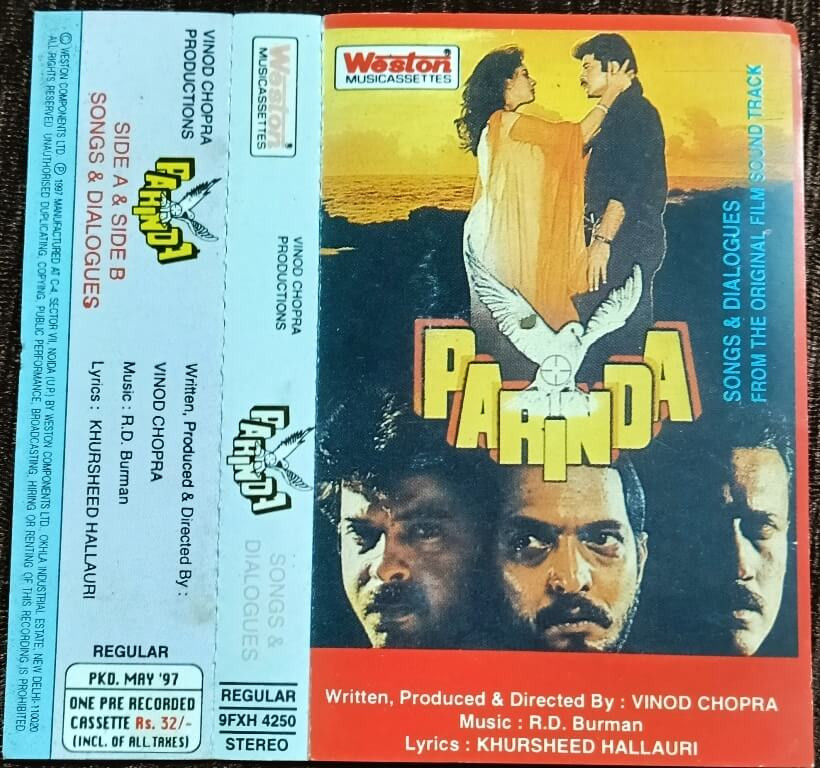 © WESTON COMPONENTS LTD. ℗ 1997 MANUFACTURED AT C-4, SECTOR VII, NOIDA (U.P.) BY WESTON COMPONENTS LTD. OKHLA INDUSTRIAL ESTATE, NEW DELHI-110020
ALL RIGHTS RESERVED. UNAUTHORISED DUPLICATING, COPYING, PUBLIC PERFORMANCE, BROADCASTING, HIRING OR RENTING OF THIS RECORDING IS PROHIBITED.
VINOD CHOPRA
PRODUCTIONS
PARINDA
SIDE A & SIDE B
SONGS & DIALOGUES
Written, Produced & Directed By :
VINOD CHOPRA
Music : R.D. Burman
Lyrics : KHURSHEED HALLAURI
REGULAR
PKD. MAY '97
ONE PRE RECORDED
CASSETTE Rs. 32/-
(INCL. OF ALL TAXES)
Weston
MUSICASSETTES
VINOD CHOPRA
PRODUCTIONS
PARINDA
SONGS &
DIALOGUES
REGULAR
9FXH 4250
STEREO
Weston
MUSICASSETTES
SONGS & DIALOGUES
FROM THE ORIGINAL FILM SOUND TRACK
PARINDA
Written, Produced & Directed By : VINOD CHOPRA
Music : R.D. Burman
Lyrics : KHURSHEED HALLAURI